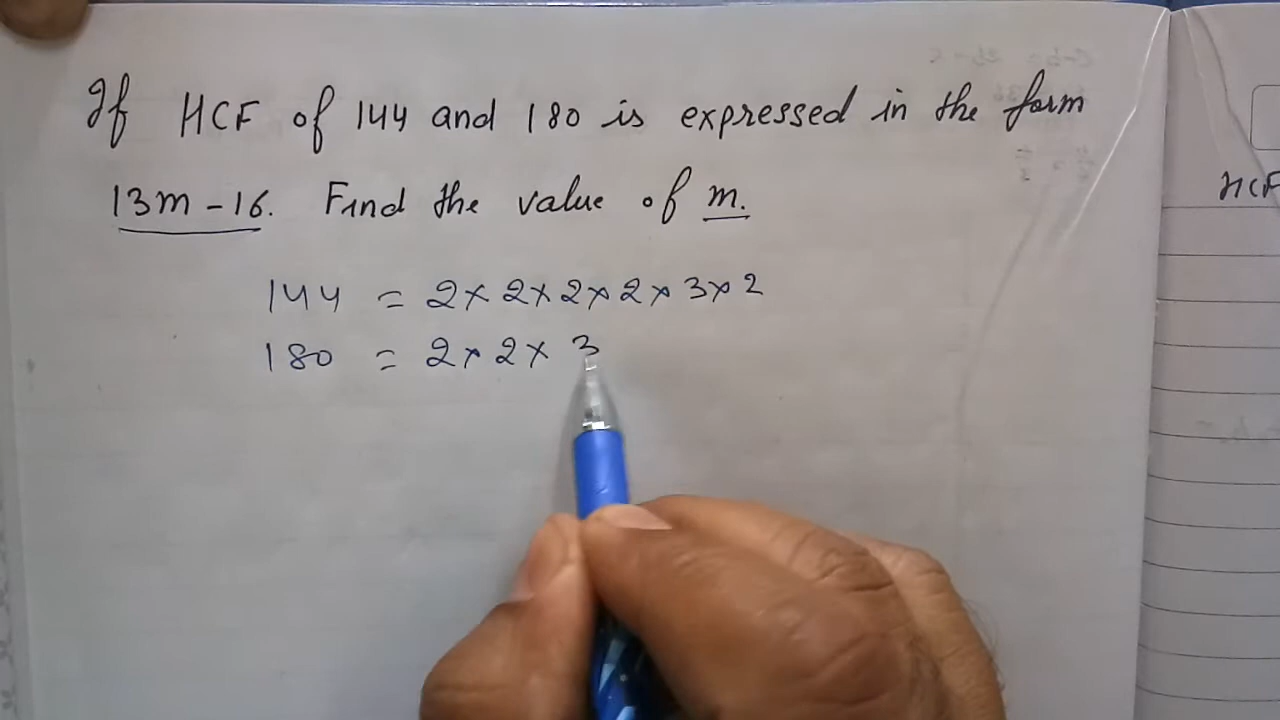 If HCF of 144 and 180 is expressed in the form
13m - 16. Find the value of m.
144 = 2 × 2 × 2 × 2 × 3 × 2
180 = 2 × 2 × 3
HCF